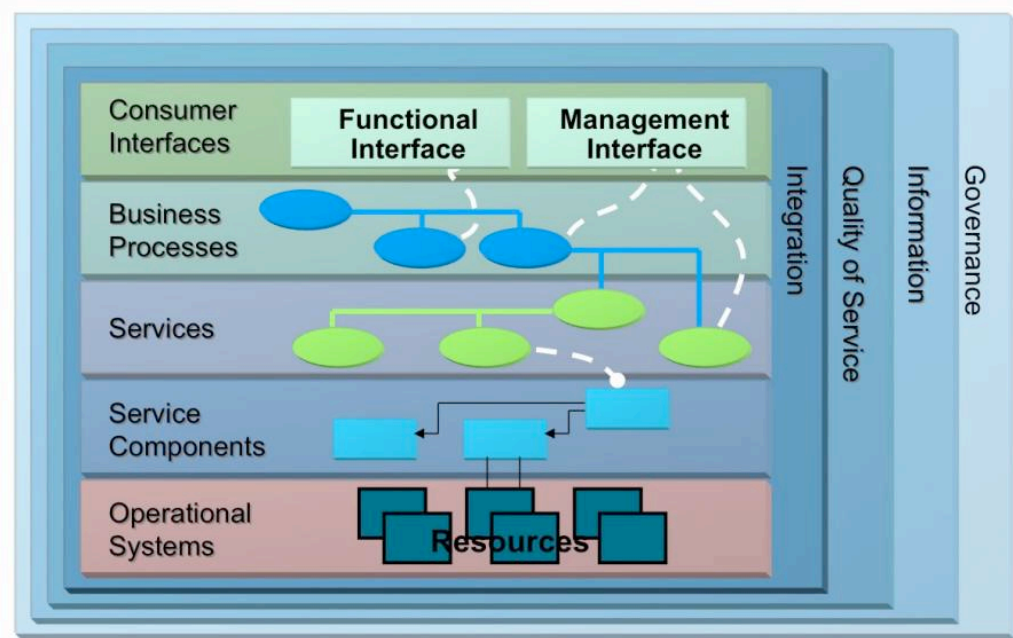 Consumer
Interfaces
Functional
Interface
Management
Interface
Business
Processes
Services
Service
Components
Operational
Systems
Resources
Integration
Quality of Service
Information
Governance